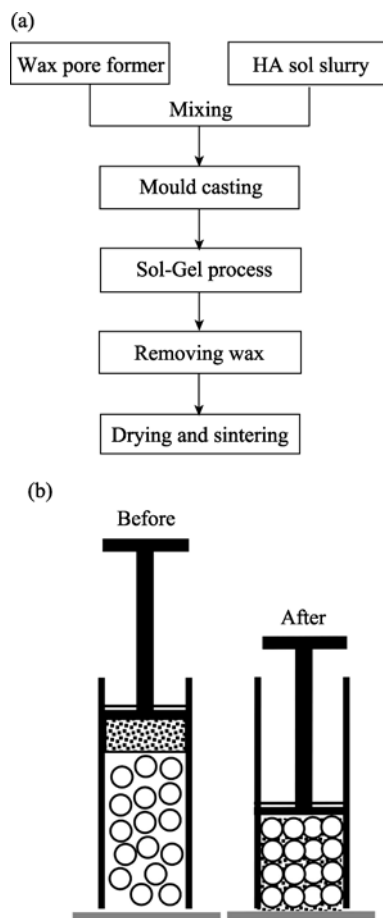 (a)
Wax pore former
HA sol slurry
Mixing
Mould casting
Sol-Gel process
Removing wax
Drying and sintering
(b)
Before
After